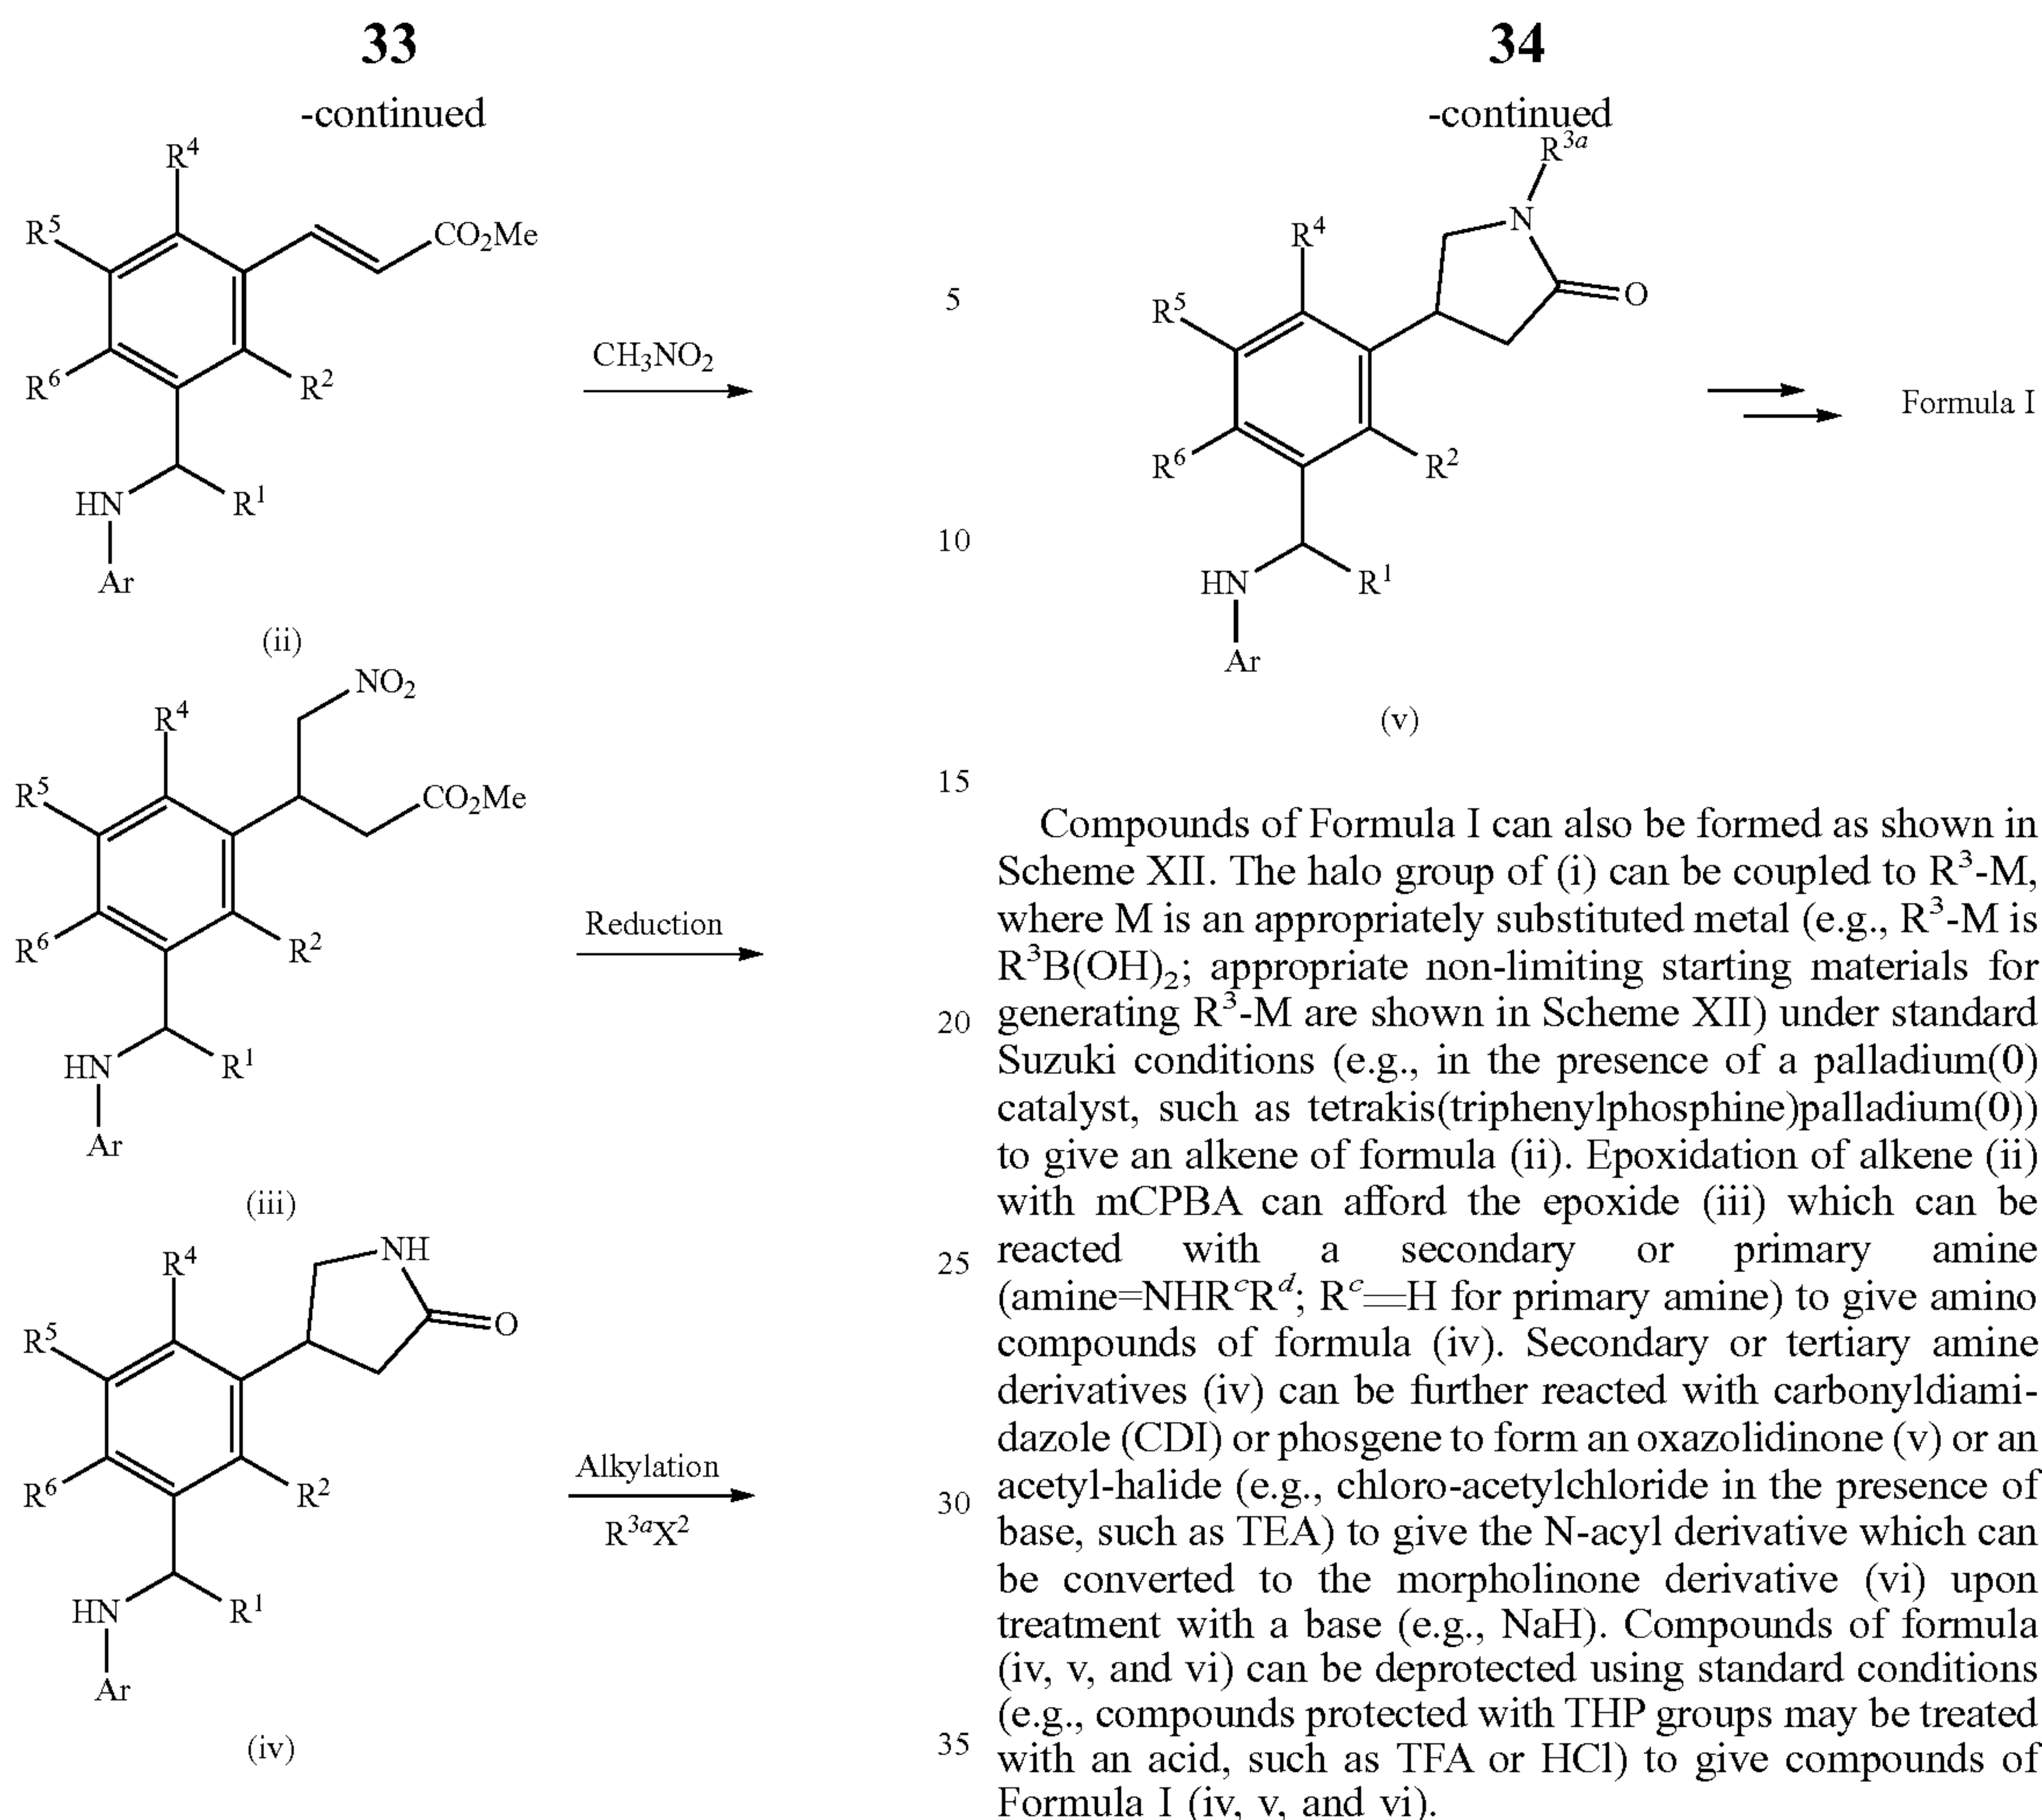 33
-continued
R4
R5
CO2Me
CH3NO2
R6
R2
HN
R1
Ar
(ii)
NO2
R4
R5
CO2Me
Reduction
R6
R2
HN
R1
Ar
(iii)
NH
R4
O
R5
Alkylation
R6
R2
R3aX2
HN
R1
Ar
(iv)
34
-continued
R3a
N
R4
O
R5
Formula I
R6
R2
HN
R1
Ar
(v)
5
10
15
20
25
30
35
Compounds of Formula I can also be formed as shown in
Scheme XII. The halo group of (i) can be coupled to R3-M,
where M is an appropriately substituted metal (e.g., R3-M is
R3B(OH)2; appropriate non-limiting starting materials for
generating R3-M are shown in Scheme XII) under standard
Suzuki conditions (e.g., in the presence of a palladium(0)
catalyst, such as tetrakis(triphenylphosphine)palladium(0))
to give an alkene of formula (ii). Epoxidation of alkene (ii)
with mCPBA can afford the epoxide (iii) which can be
reacted with a secondary or primary amine
(amine=NHRcRd; Rc=H for primary amine) to give amino
compounds of formula (iv). Secondary or tertiary amine
derivatives (iv) can be further reacted with carbonyldiami-
dazole (CDI) or phosgene to form an oxazolidinone (v) or an
acetyl-halide (e.g., chloro-acetylchloride in the presence of
base, such as TEA) to give the N-acyl derivative which can
be converted to the morpholinone derivative (vi) upon
treatment with a base (e.g., NaH). Compounds of formula
(iv, v, and vi) can be deprotected using standard conditions
(e.g., compounds protected with THP groups may be treated
with an acid, such as TFA or HCl) to give compounds of
Formula I (iv, v, and vi).